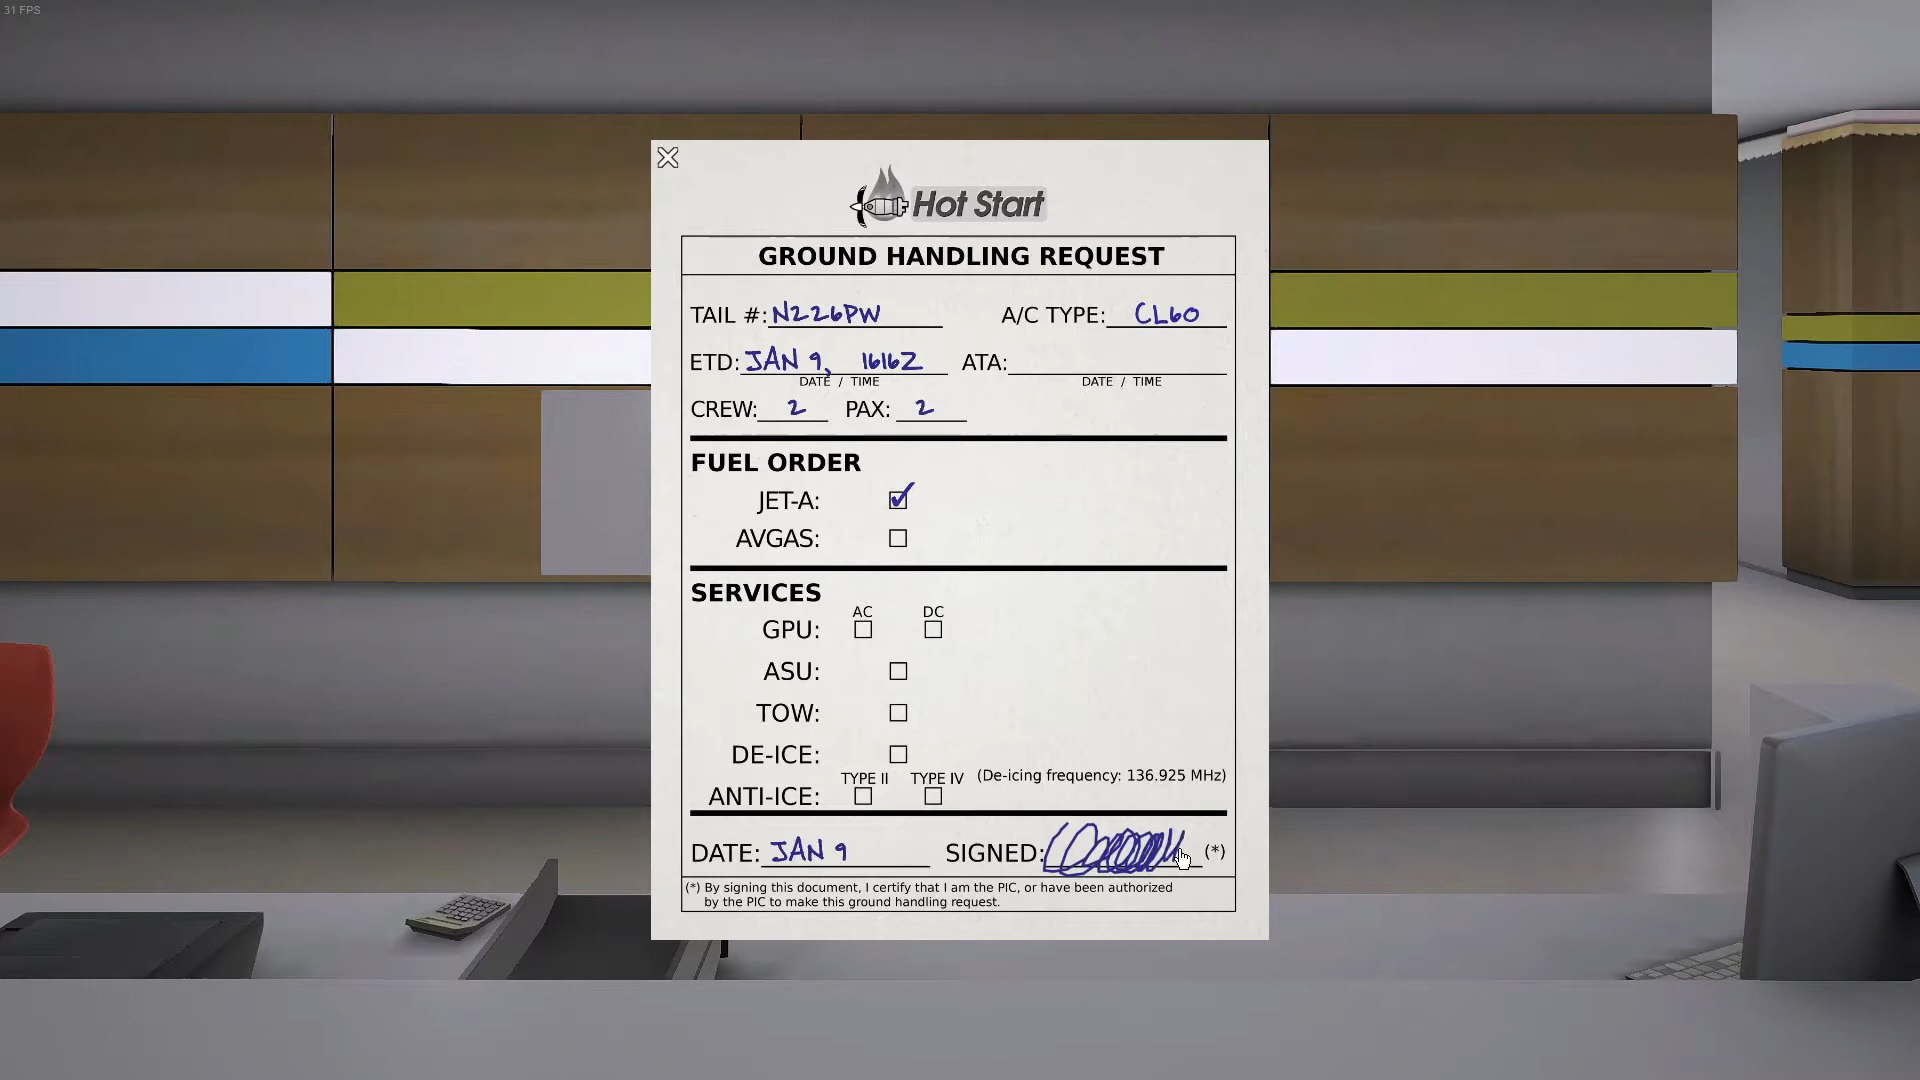 31 FPS
Hot Start
GROUND HANDLING REQUEST
TAIL #: N226PW A/C TYPE: CL60
ETD: JAN 9, 1616Z ATA:
DATE / TIME DATE / TIME
CREW: 2 PAX: 2
FUEL ORDER
JET-A:
AVGAS:
SERVICES
AC DC
GPU:
ASU:
TOW:
DE-ICE:
TYPE II TYPE IV (De-icing frequency: 136.925 MHz)
ANTI-ICE:
DATE: JAN 9 SIGNED: (*)
(*) By signing this document, I certify that I am the PIC, or have been authorized
by the PIC to make this ground handling request.